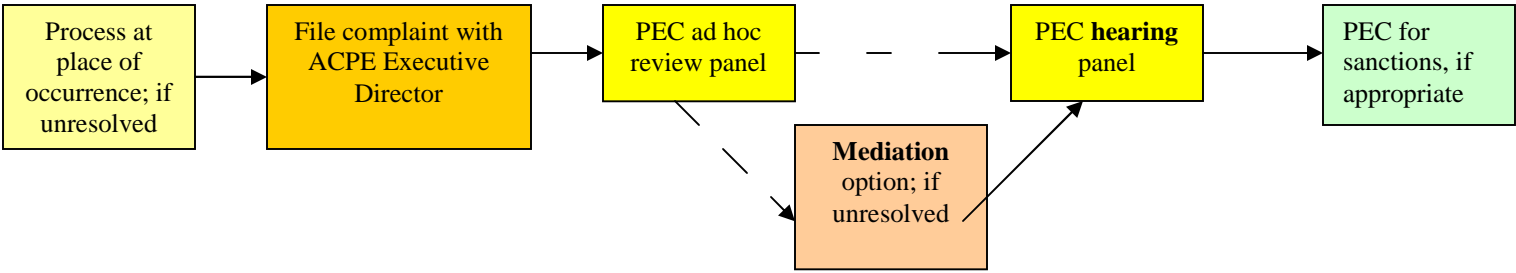 Process at
place of
occurrence; if
unresolved
File complaint with
ACPE Executive
Director
PEC ad hoc
review panel
Mediation
option; if
unresolved
PEC hearing
panel
PEC for
sanctions, if
appropriate